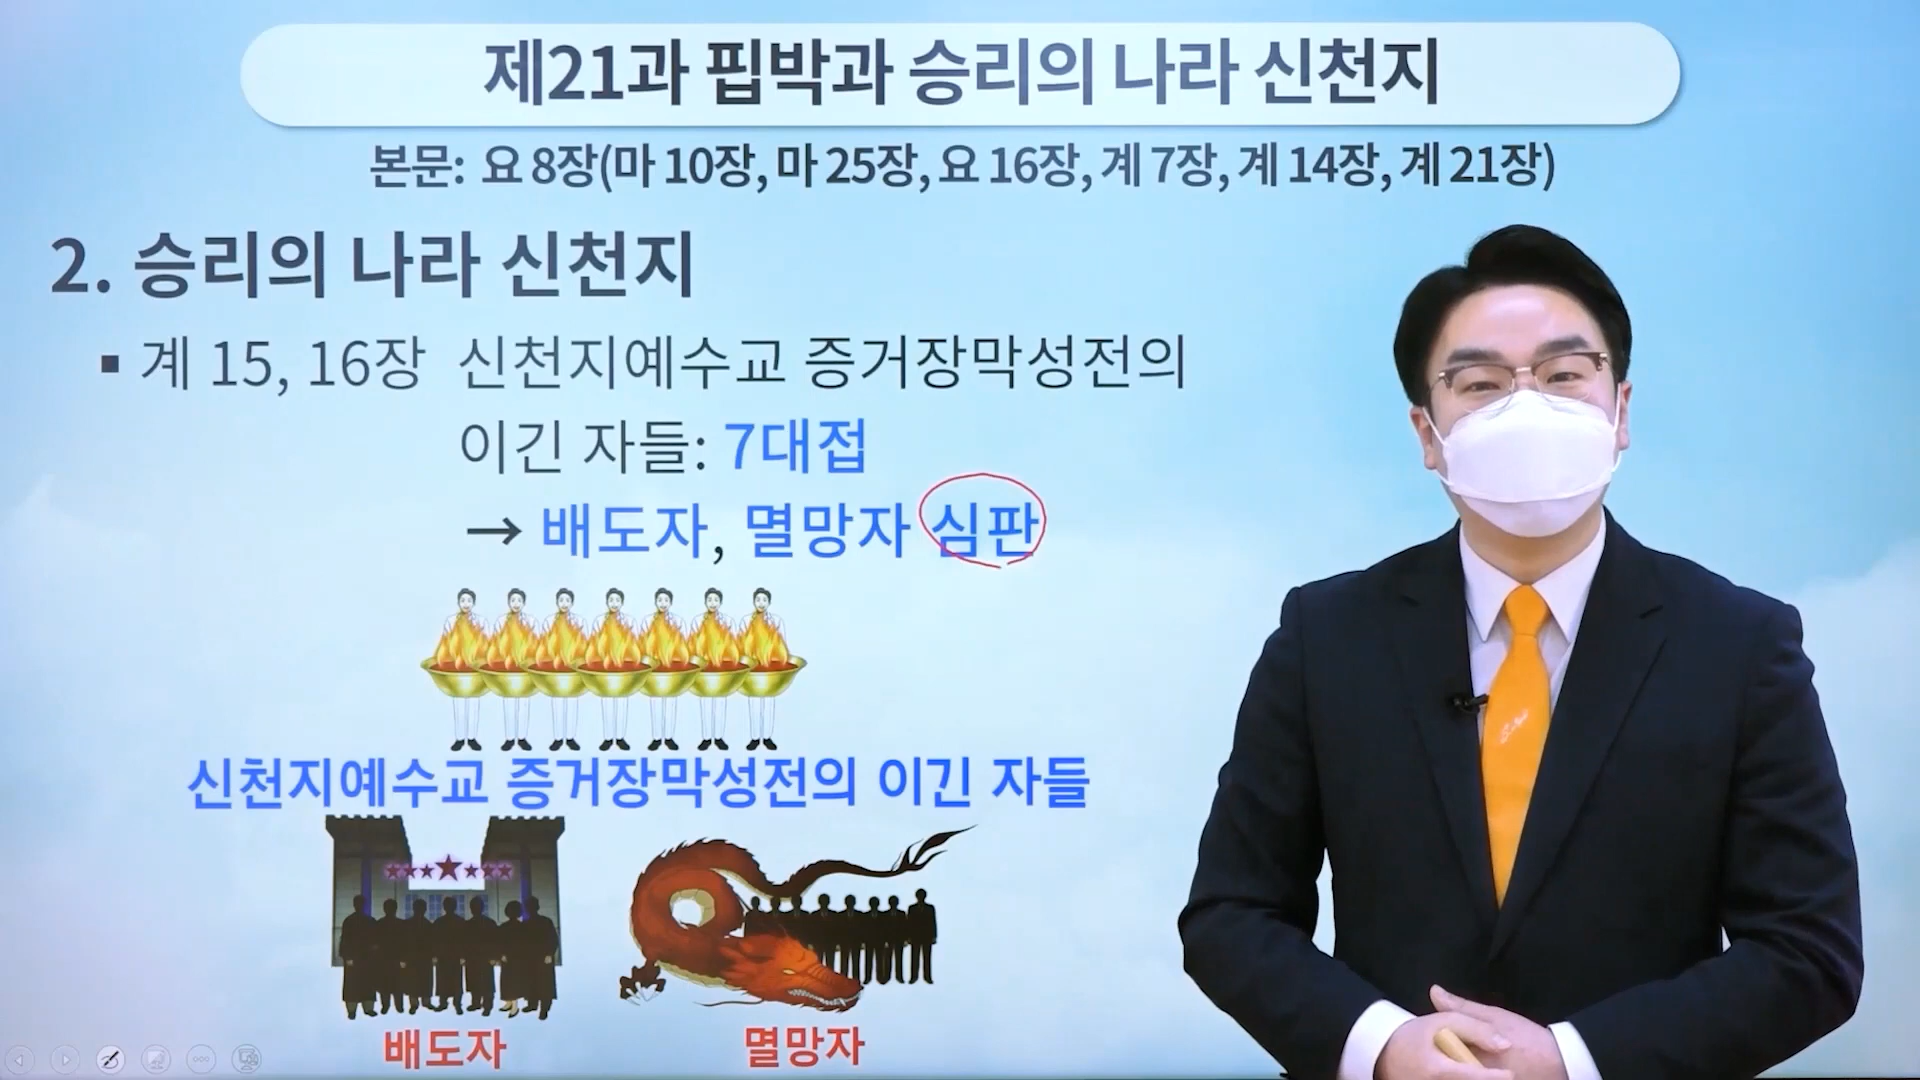 제21과 핍박과 승리의 나라 신천지
본문: 요 8장(마 10장, 마 25장, 요 16장, 계 7장, 계 14장, 계 21장)
2. 승리의 나라 신천지
▪ 계 15, 16장 신천지예수교 증거장막성전의
이긴 자들: 7대접
→ 배도자, 멸망자 심판
신천지예수교 증거장막성전의 이긴 자들
배도자
멸망자